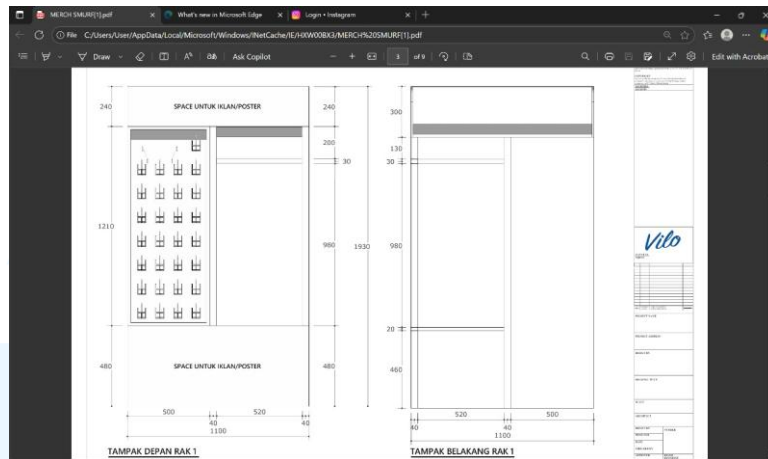 MERCH SMURF[1].pdf
What's new in Microsoft Edge
Login • Instagram
File
C:/Users/User/AppData/Local/Microsoft/Windows/INetCache/IE/HXW00BX3/MERCH%20SMURF[1].pdf
Draw
Ask Copilot
3 of 9
Edit with Acrobat
240
SPACE UNTUK IKLAN/POSTER
240
300
200
130
30
30
1210
980
1930
980
20
480
SPACE UNTUK IKLAN/POSTER
480
460
500
520
520
500
40
40
40
40
1100
1100
TAMPAK DEPAN RAK 1
TAMPAK BELAKANG RAK 1
Vilo